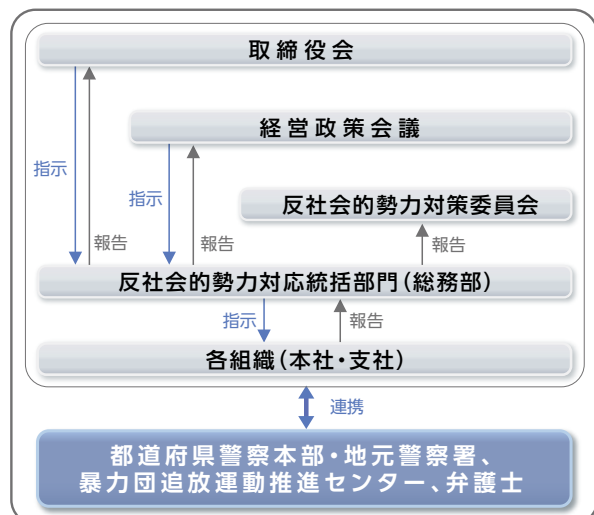 取締役会
経営政策会議
指示
指示
反社会的勢力対策委員会
報告
報告
報告
反社会的勢力対応統括部門(総務部)
指示
報告
各組織(本社・支社)
連携
都道府県警察本部・地元警察署、
暴力団追放運動推進センター、弁護士